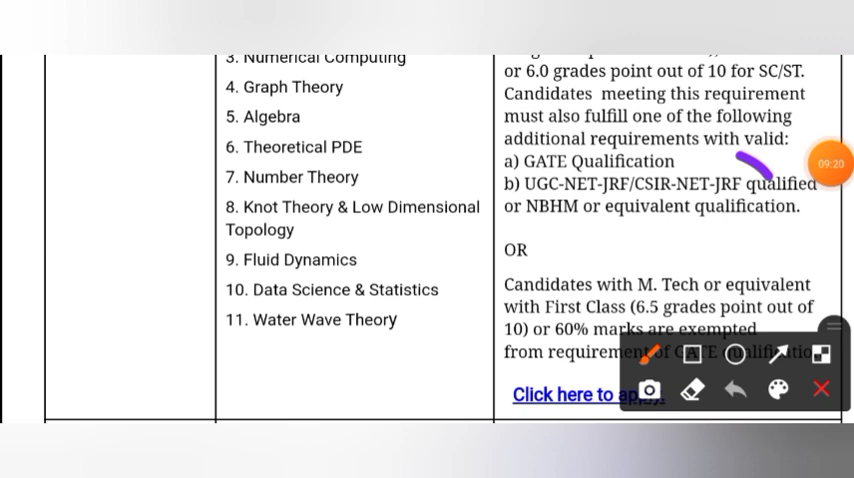 3. Numerical Computing
4. Graph Theory
5. Algebra
6. Theoretical PDE
7. Number Theory
8. Knot Theory & Low Dimensional
Topology
9. Fluid Dynamics
10. Data Science & Statistics
11. Water Wave Theory
or 6.0 grades point out of 10 for SC/ST.
Candidates meeting this requirement
must also fulfill one of the following
additional requirements with valid:
a) GATE Qualification
b) UGC-NET-JRF/CSIR-NET-JRF qualified
or NBHM or equivalent qualification.
OR
Candidates with M. Tech or equivalent
with First Class (6.5 grades point out of
10) or 60% marks are exempted
from requirement of GATE
Click here to
09:20